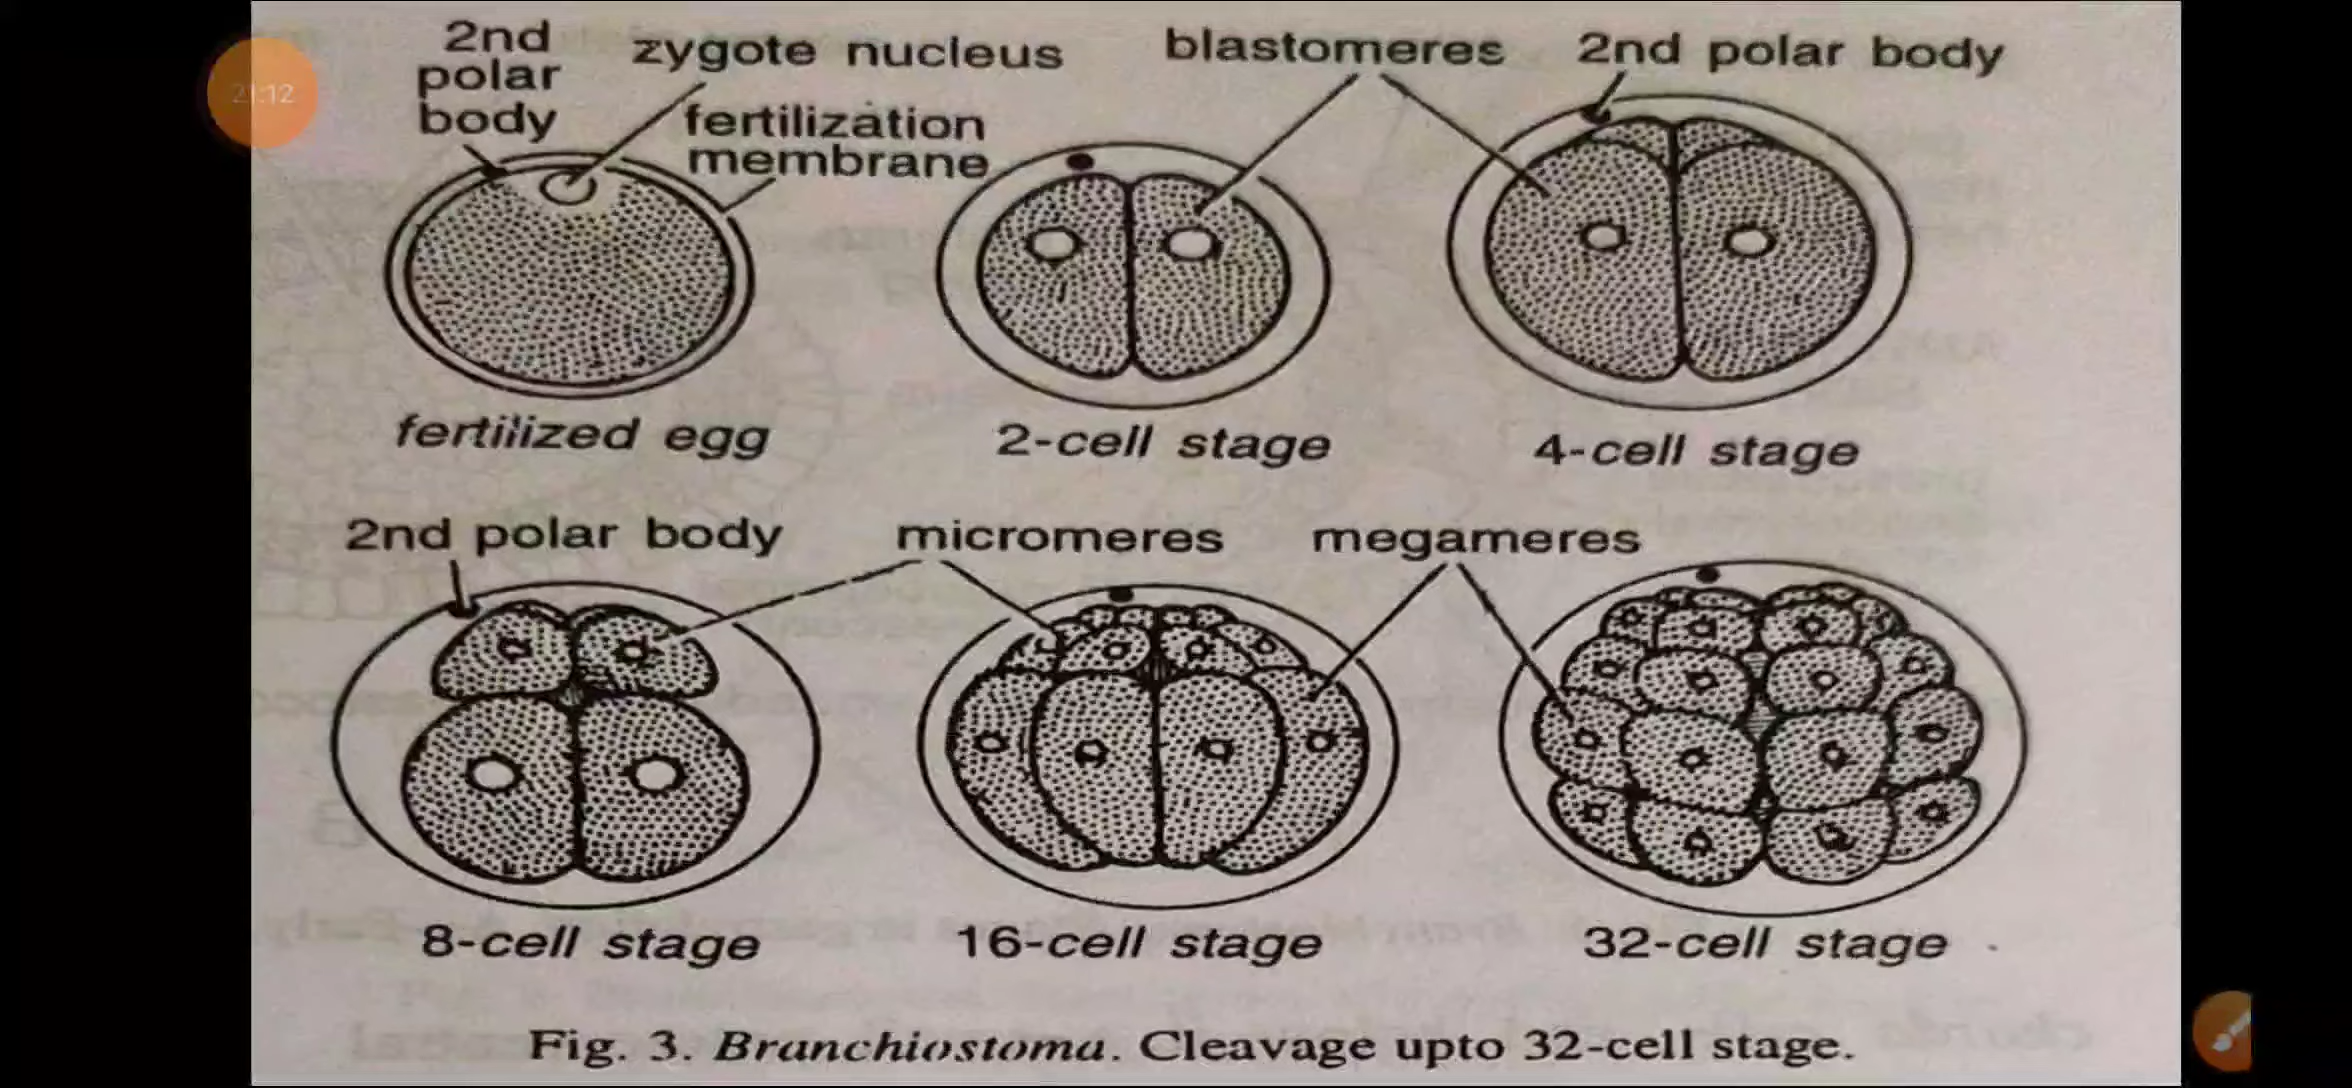 21:12
2nd
polar
body
zygote nucleus
fertilization
membrane
blastomeres
2nd polar body
fertilized egg
2-cell stage
4-cell stage
2nd polar body
micromeres
megameres
8-cell stage
16-cell stage
32-cell stage
Fig. 3. Branchiostoma. Cleavage upto 32-cell stage.